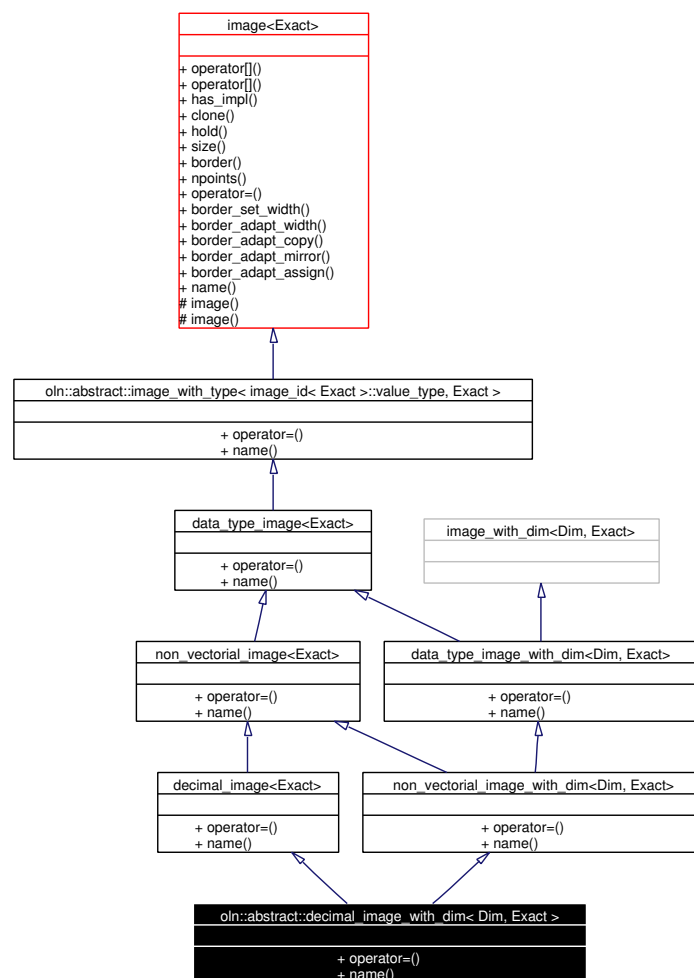 image<Exact>
+ operator[]()
+ operator[]()
+ has_impl()
+ clone()
+ hold()
+ size()
+ border()
+ npoints()
+ operator=()
+ border_set_width()
+ border_adapt_width()
+ border_adapt_copy()
+ border_adapt_mirror()
+ border_adapt_assign()
+ name()
# image()
# image()
oln::abstract::image_with_type< image_id< Exact >::value_type, Exact >
+ operator=()
+ name()
data_type_image<Exact>
+ operator=()
+ name()
image_with_dim<Dim, Exact>
non_vectorial_image<Exact>
+ operator=()
+ name()
data_type_image_with_dim<Dim, Exact>
+ operator=()
+ name()
decimal_image<Exact>
+ operator=()
+ name()
non_vectorial_image_with_dim<Dim, Exact>
+ operator=()
+ name()
oln::abstract::decimal_image_with_dim< Dim, Exact >
+ operator=()
+ name()